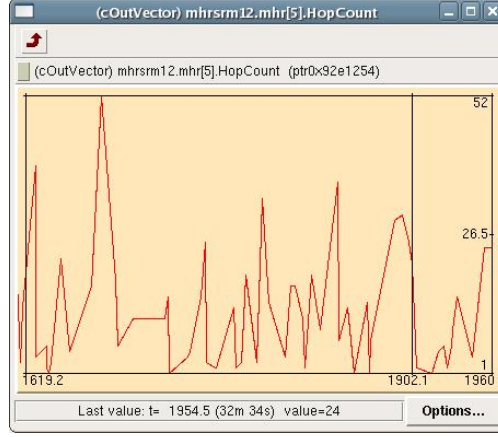 (cOutVector) mhrsrm12.mhr[5].HopCount
(cOutVector) mhrsrm12.mhr[5].HopCount (ptr0x92e1254)
52
26.5
1
1619.2 1902.1 1960
Last value: t= 1954.5 (32m 34s) value=24 Options...